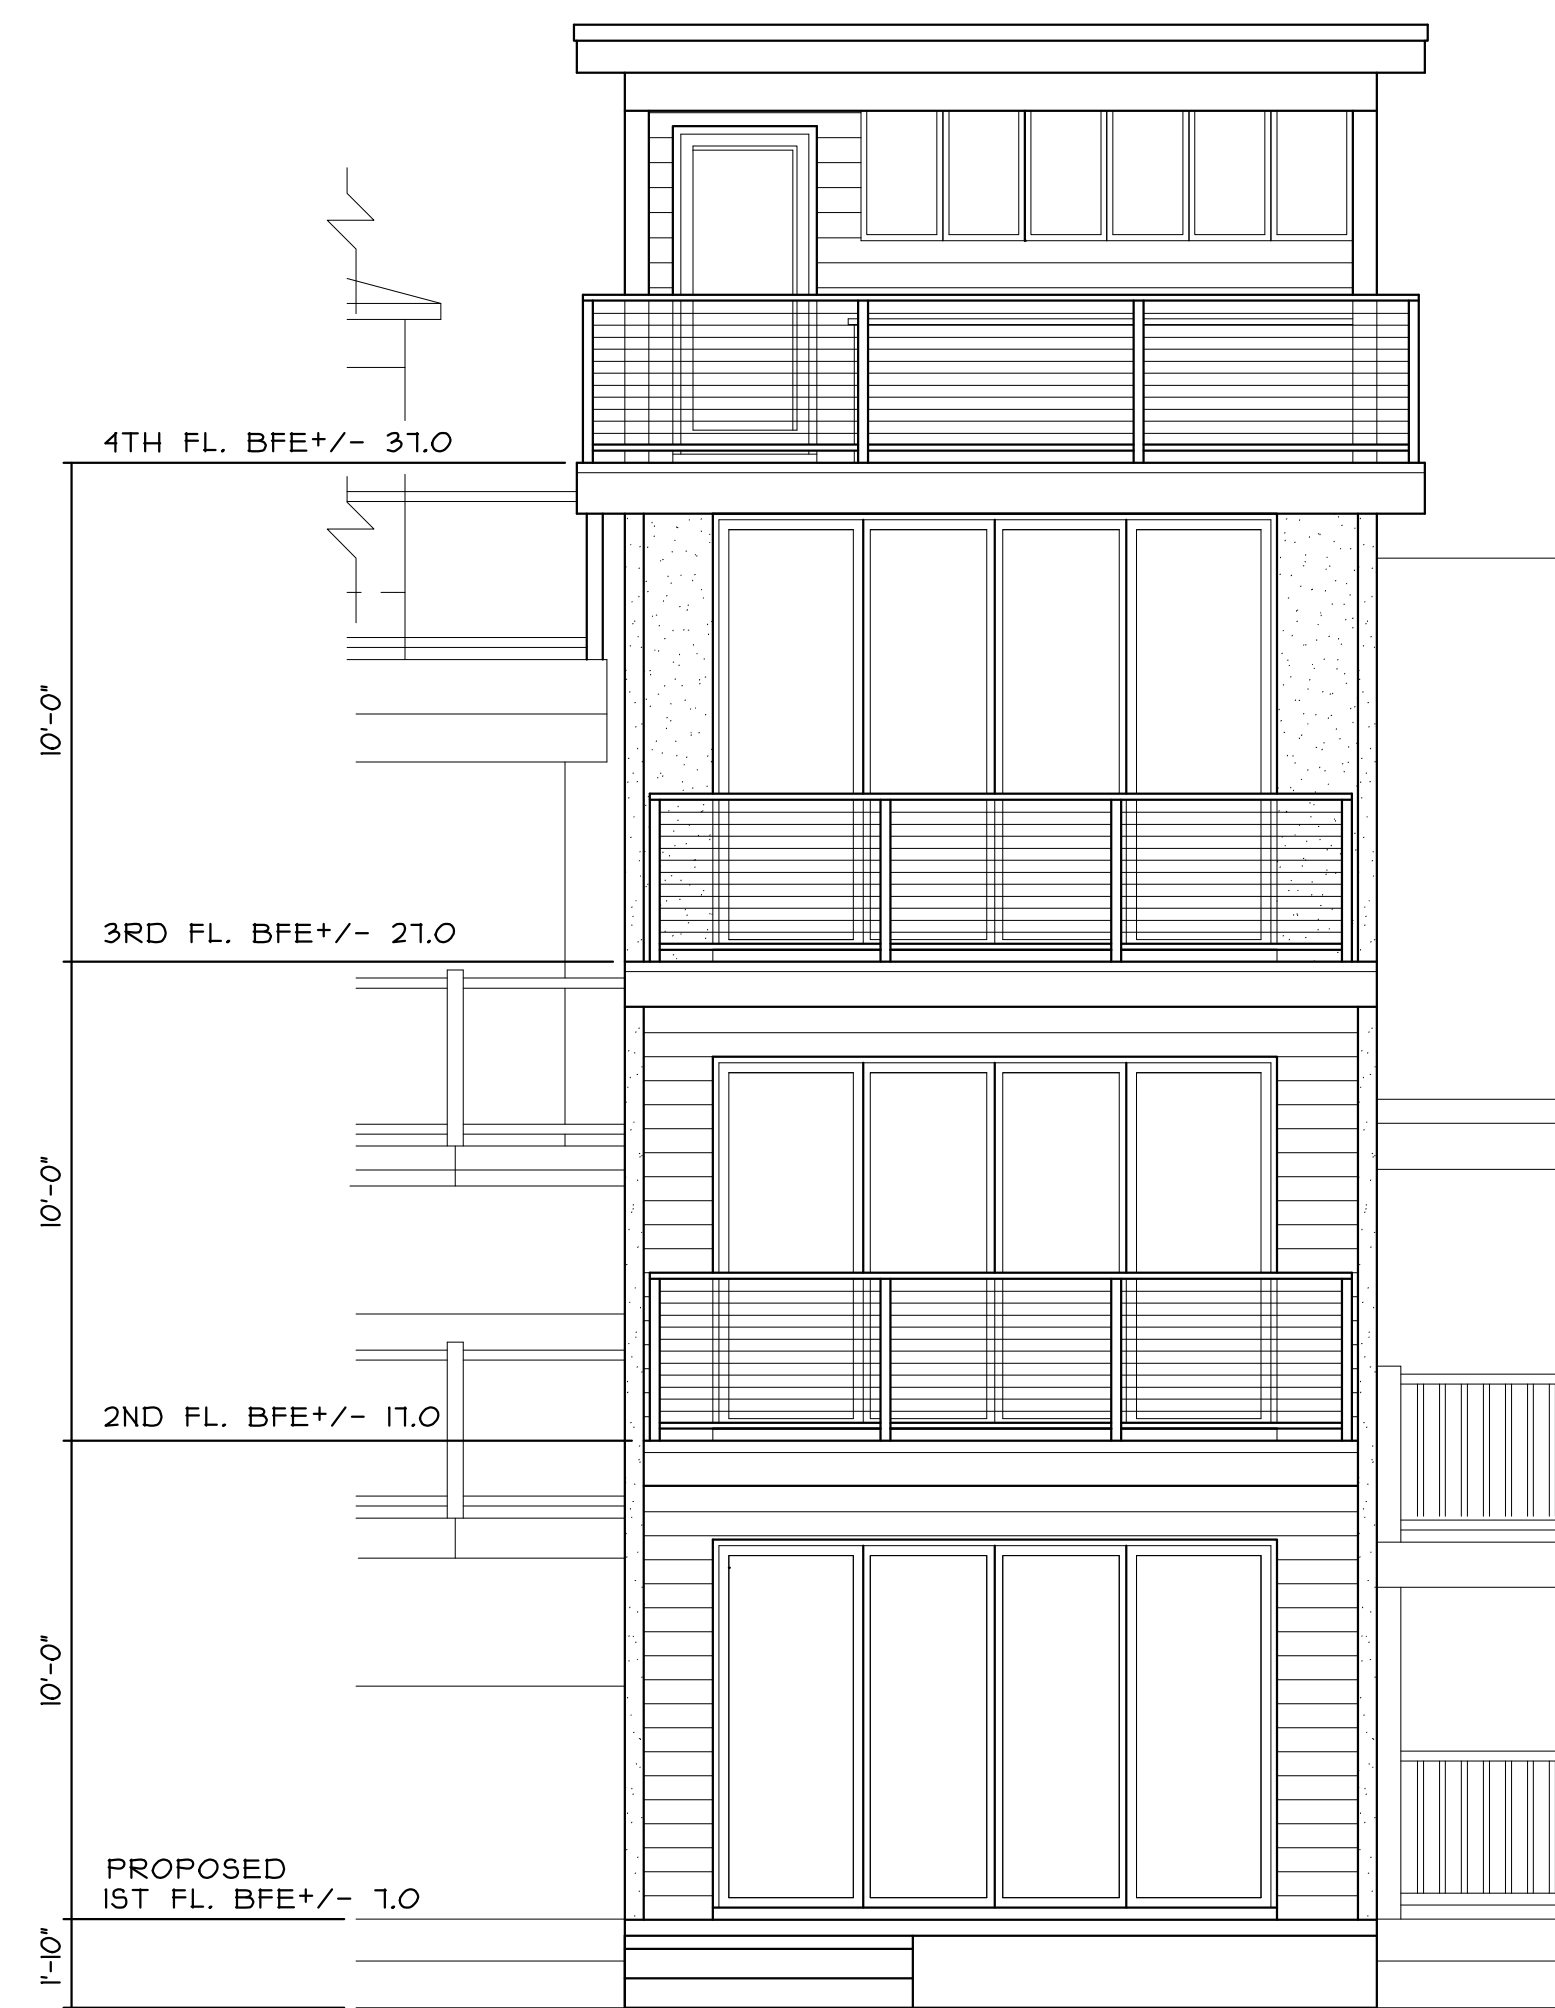 4TH FL. BFE+/- 37.0
10'-0"
3RD FL. BFE+/- 27.0
10'-0"
2ND FL. BFE+/- 17.0
10'-0"
PROPOSED
1ST FL. BFE+/- 7.0
1'-10"